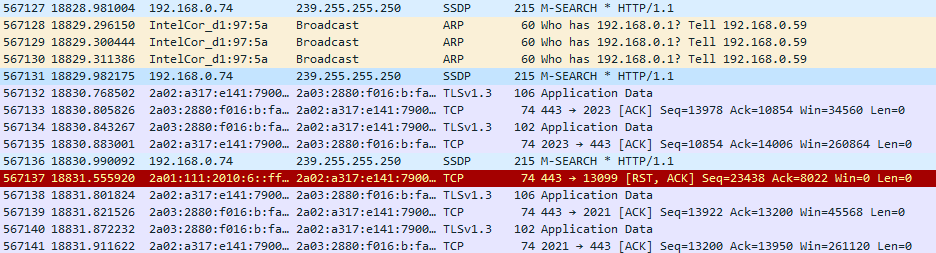 567127 18828.981004 192.168.0.74 239.255.255.250 SSDP 215 M-SEARCH * HTTP/1.1
567128 18829.296150 IntelCor_d1:97:5a Broadcast ARP 60 Who has 192.168.0.1? Tell 192.168.0.59
567129 18829.300444 IntelCor_d1:97:5a Broadcast ARP 60 Who has 192.168.0.1? Tell 192.168.0.59
567130 18829.311386 IntelCor_d1:97:5a Broadcast ARP 60 Who has 192.168.0.1? Tell 192.168.0.59
567131 18829.982175 192.168.0.74 239.255.255.250 SSDP 215 M-SEARCH * HTTP/1.1
567132 18830.768502 2a02:a317:e141:7900… 2a03:2880:f016:b:fa… TLSv1.3 106 Application Data
567133 18830.805826 2a03:2880:f016:b:fa… 2a02:a317:e141:7900… TCP 74 443 → 2023 [ACK] Seq=13978 Ack=10854 Win=34560 Len=0
567134 18830.843267 2a03:2880:f016:b:fa… 2a02:a317:e141:7900… TLSv1.3 102 Application Data
567135 18830.883001 2a02:a317:e141:7900… 2a03:2880:f016:b:fa… TCP 74 2023 → 443 [ACK] Seq=10854 Ack=14006 Win=260864 Len=0
567136 18830.990092 192.168.0.74 239.255.255.250 SSDP 215 M-SEARCH * HTTP/1.1
567137 18831.555920 2a01:111:2010:6::ff… 2a02:a317:e141:7900… TCP 74 443 → 13099 [RST, ACK] Seq=23438 Ack=8022 Win=0 Len=0
567138 18831.801824 2a02:a317:e141:7900… 2a03:2880:f016:b:fa… TLSv1.3 106 Application Data
567139 18831.821526 2a03:2880:f016:b:fa… 2a02:a317:e141:7900… TCP 74 443 → 2021 [ACK] Seq=13922 Ack=13200 Win=45568 Len=0
567140 18831.872232 2a03:2880:f016:b:fa… 2a02:a317:e141:7900… TLSv1.3 102 Application Data
567141 18831.911622 2a02:a317:e141:7900… 2a03:2880:f016:b:fa… TCP 74 2021 → 443 [ACK] Seq=13200 Ack=13950 Win=261120 Len=0